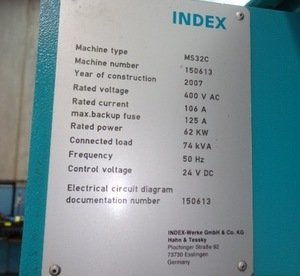 INDEX
Machine type MS32C
Machine number 150613
Year of construction 2007
Rated voltage 400 V AC
Rated current 106 A
max.backup fuse 125 A
Rated power 62 KW
Connected load 74 kVA
Frequency 50 Hz
Control voltage 24 V DC
Electrical circuit diagram
documentation number 150613
INDEX-Werke GmbH & Co. KG
Hahn & Tessky
Plochinger Straße 92
73730 Esslingen
Germany